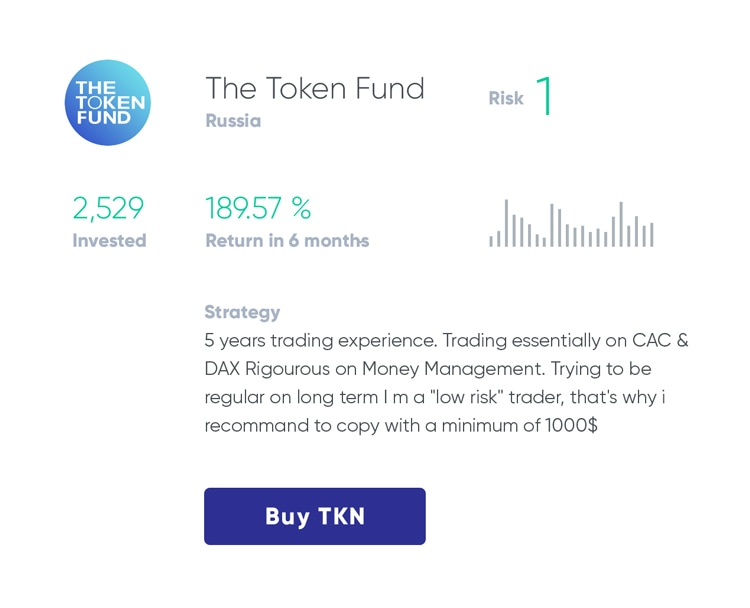 THE
TOKEN
FUND
The Token Fund
Russia
Risk 1
2,529
Invested
189.57 %
Return in 6 months
Strategy
5 years trading experience. Trading essentially on CAC &
DAX Rigourous on Money Management. Trying to be
regular on long term I m a "low risk" trader, that's why i
recommand to copy with a minimum of 1000$
Buy TKN